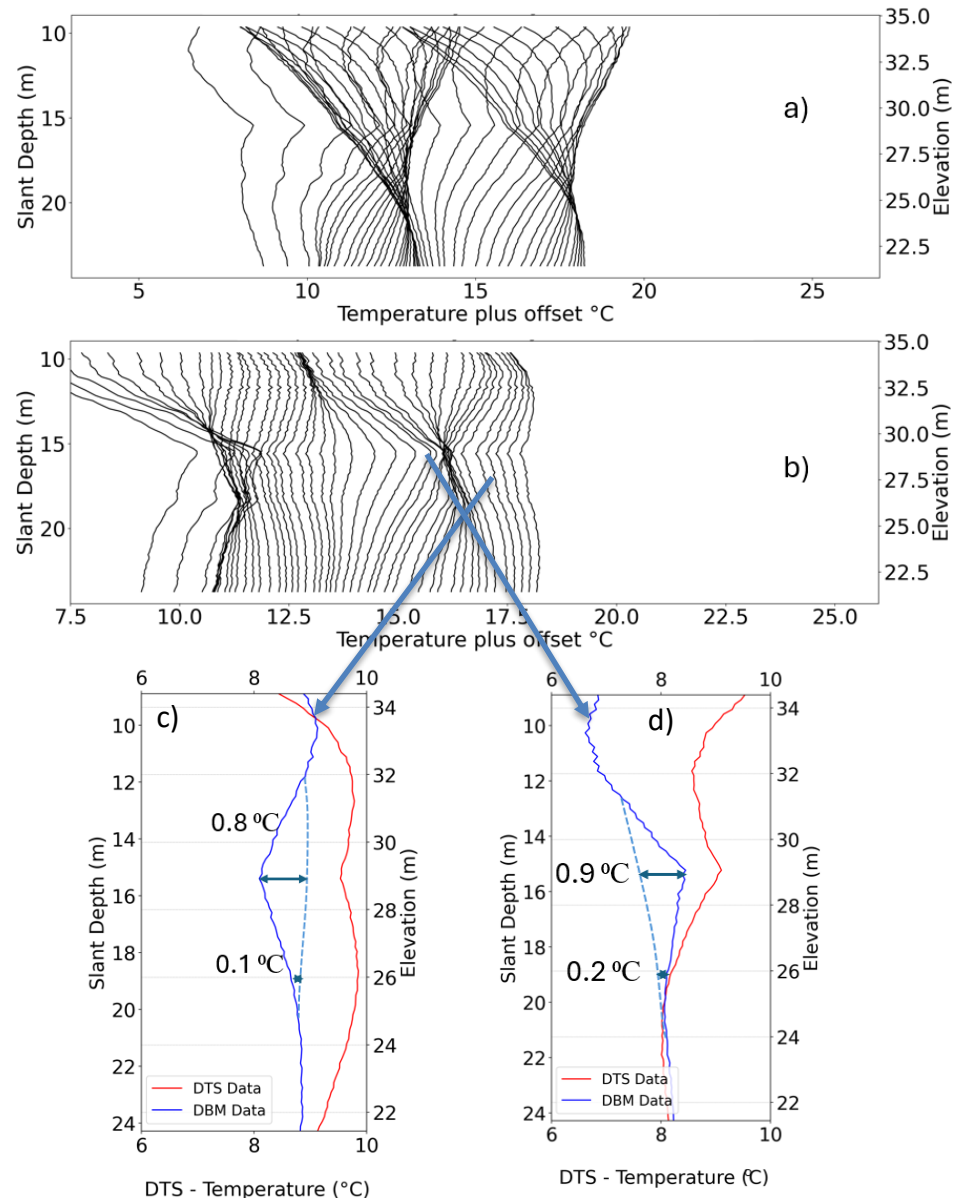 35.0
10
32.5
a)
30.0
15
27.5
20
25.0
22.5
Slant Depth (m)
Elevation (m)
5 10 15 20 25
Temperature plus offset °C
35.0
10
32.5
30.0
15
b)
27.5
20
25.0
22.5
Slant Depth (m)
Elevation (m)
7.5 10.0 12.5 15.0 17.5 20.0 22.5 25.0
Temperature plus offset °C
6 8 10
c)
10
12
14
16
18
20
22
24
34
32
30
28
26
24
22
0.8 ºC
0.1 ºC
Slant Depth (m)
Elevation (m)
DTS Data
DBM Data
6 8 10
DTS - Temperature (°C)
6 8 10
d)
10
12
14
16
18
20
22
24
34
32
30
28
26
24
22
0.9 ºC
0.2 ºC
Slant Depth (m)
Elevation (m)
DTS Data
DBM Data
6 8 10
DTS - Temperature (ºC)